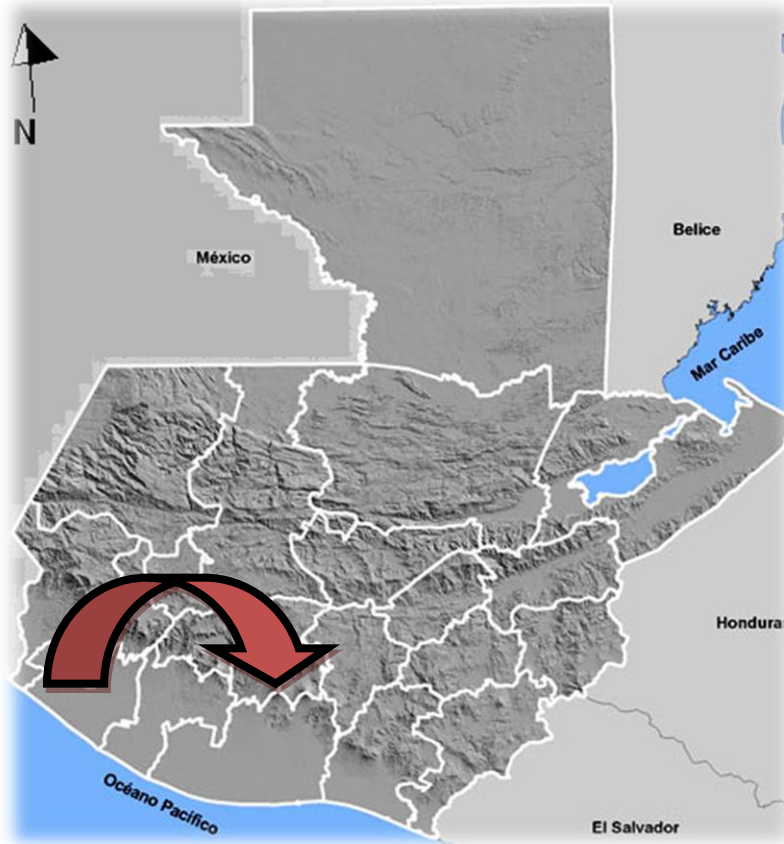 N
Belice
México
Mar Caribe
Hondura
Océano Pacífico
El Salvador